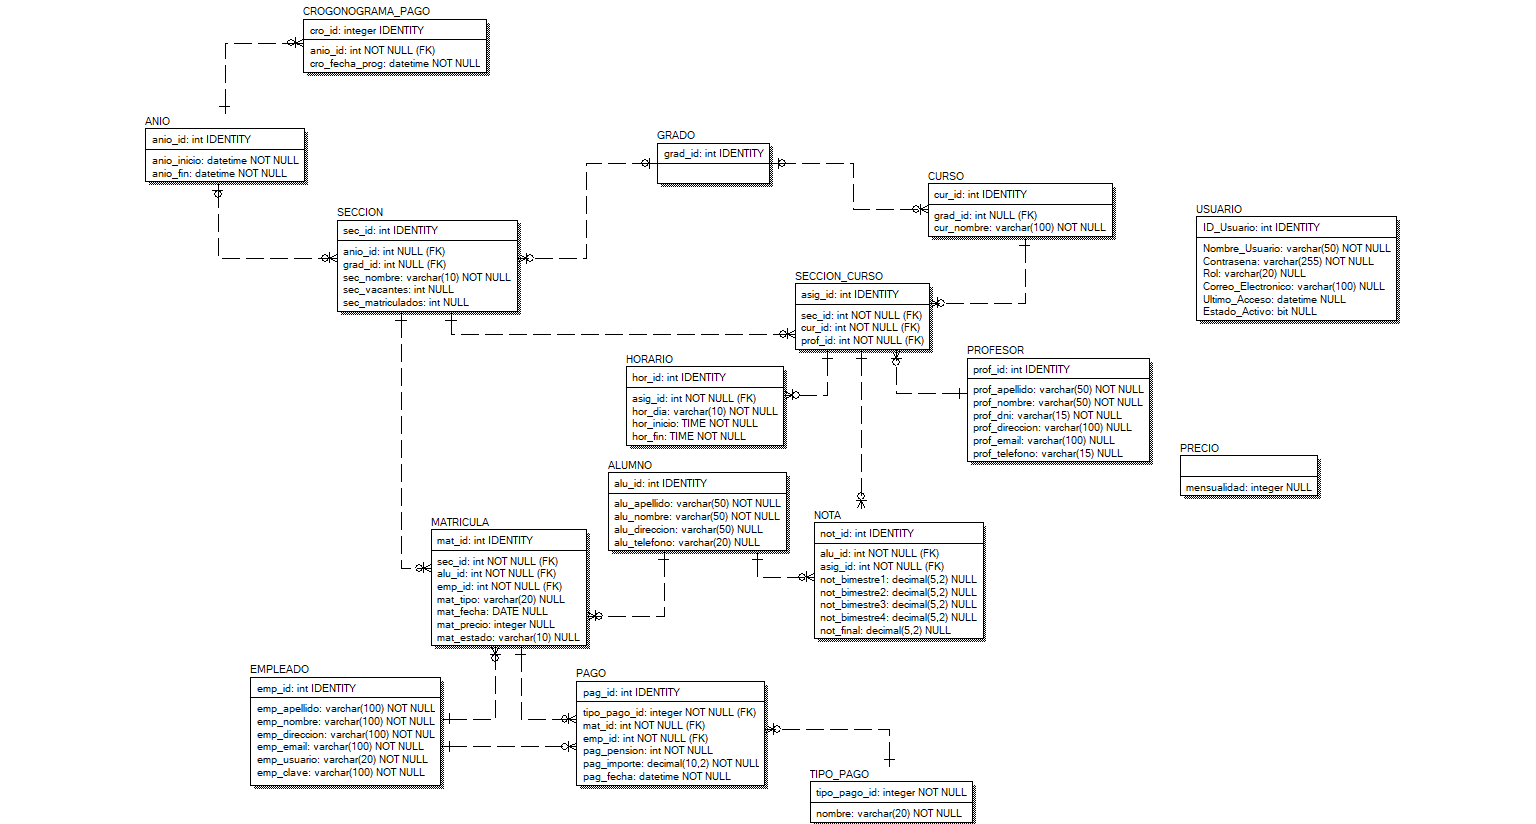 CROGONOGRAMA_PAGO
cro_id: integer IDENTITY
anio_id: int NOT NULL (FK)
cro_fecha_prog: datetime NOT NULL
ANIO
anio_id: int IDENTITY
anio_inicio: datetime NOT NULL
anio_fin: datetime NOT NULL
GRADO
grad_id: int IDENTITY
CURSO
cur_id: int IDENTITY
grad_id: int NULL (FK)
cur_nombre: varchar(100) NOT NULL
SECCION
sec_id: int IDENTITY
anio_id: int NULL (FK)
grad_id: int NULL (FK)
sec_nombre: varchar(10) NOT NULL
sec_vacantes: int NULL
sec_matriculados: int NULL
USUARIO
ID_Usuario: int IDENTITY
Nombre_Usuario: varchar(50) NOT NULL
Contrasena: varchar(255) NOT NULL
Rol: varchar(20) NULL
Correo_Electronico: varchar(100) NULL
Ultimo_Acceso: datetime NULL
Estado_Activo: bit NULL
SECCION_CURSO
asig_id: int IDENTITY
sec_id: int NOT NULL (FK)
cur_id: int NOT NULL (FK)
prof_id: int NOT NULL (FK)
HORARIO
hor_id: int IDENTITY
asig_id: int NOT NULL (FK)
hor_dia: varchar(10) NOT NULL
hor_inicio: TIME NOT NULL
hor_fin: TIME NOT NULL
PROFESOR
prof_id: int IDENTITY
prof_apellido: varchar(50) NOT NULL
prof_nombre: varchar(50) NOT NULL
prof_dni: varchar(15) NOT NULL
prof_direccion: varchar(100) NULL
prof_email: varchar(100) NULL
prof_telefono: varchar(15) NULL
PRECIO
mensualidad: integer NULL
ALUMNO
alu_id: int IDENTITY
alu_apellido: varchar(50) NOT NULL
alu_nombre: varchar(50) NOT NULL
alu_direccion: varchar(50) NULL
alu_telefono: varchar(20) NULL
NOTA
not_id: int IDENTITY
alu_id: int NOT NULL (FK)
asig_id: int NOT NULL (FK)
not_bimestre1: decimal(5,2) NULL
not_bimestre2: decimal(5,2) NULL
not_bimestre3: decimal(5,2) NULL
not_bimestre4: decimal(5,2) NULL
not_final: decimal(5,2) NULL
MATRICULA
mat_id: int IDENTITY
sec_id: int NOT NULL (FK)
alu_id: int NOT NULL (FK)
emp_id: int NOT NULL (FK)
mat_tipo: varchar(20) NULL
mat_fecha: DATE NULL
mat_precio: integer NULL
mat_estado: varchar(10) NULL
EMPLEADO
emp_id: int IDENTITY
emp_apellido: varchar(100) NOT NULL
emp_nombre: varchar(100) NOT NULL
emp_direccion: varchar(100) NOT NUL
emp_email: varchar(100) NOT NULL
emp_usuario: varchar(20) NOT NULL
emp_clave: varchar(100) NOT NULL
PAGO
pag_id: int IDENTITY
tipo_pago_id: integer NOT NULL (FK)
mat_id: int NOT NULL (FK)
emp_id: int NOT NULL (FK)
pag_pension: int NOT NULL
pag_importe: decimal(10,2) NOT NULL
pag_fecha: datetime NOT NULL
TIPO_PAGO
tipo_pago_id: integer NOT NULL
nombre: varchar(20) NOT NULL